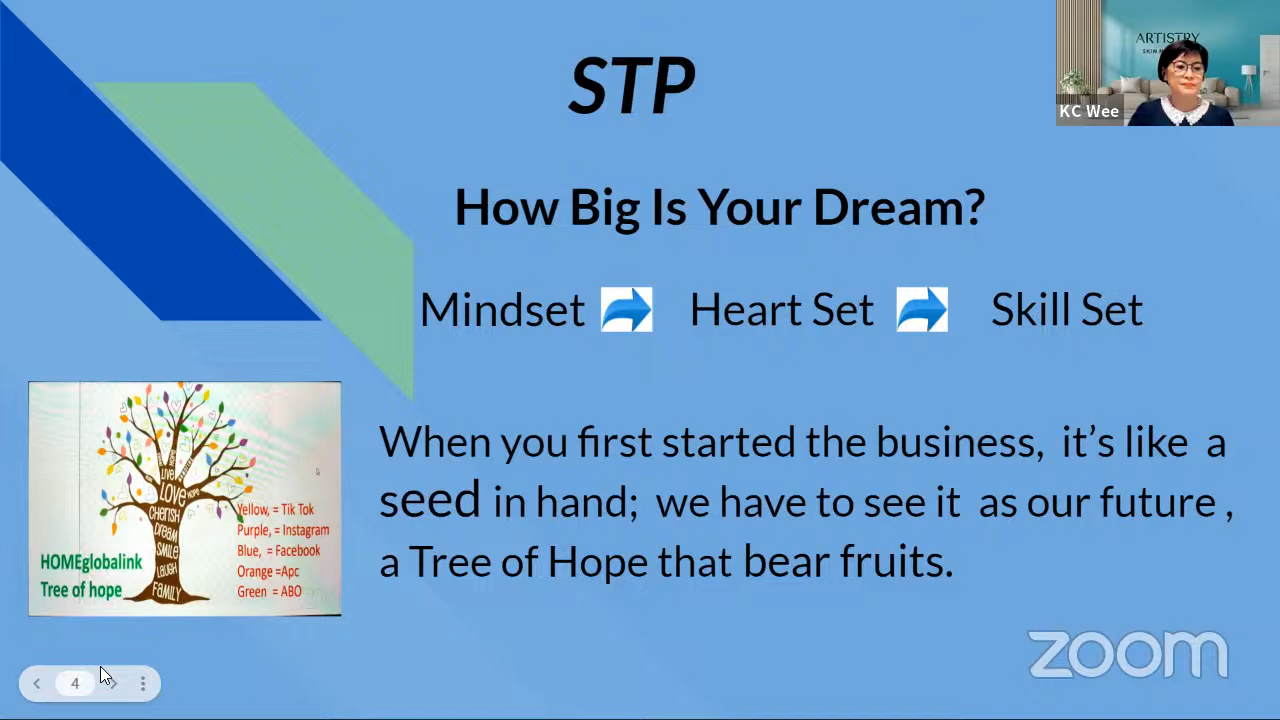 STP
ARTISTRY
KC Wee
How Big Is Your Dream?
Mindset Heart Set Skill Set
When you first started the business, it's like a
seed in hand; we have to see it as our future ,
a Tree of Hope that bear fruits.
LIVE
HOPE
LOVE
CHERISH
DREAM
SMILE
LAUGH
FAMILY
Yellow, = Tik Tok
Purple, = Instagram
Blue, = Facebook
Orange =Apc
Green = ABO
HOMEglobalink
Tree of hope
zoom
4